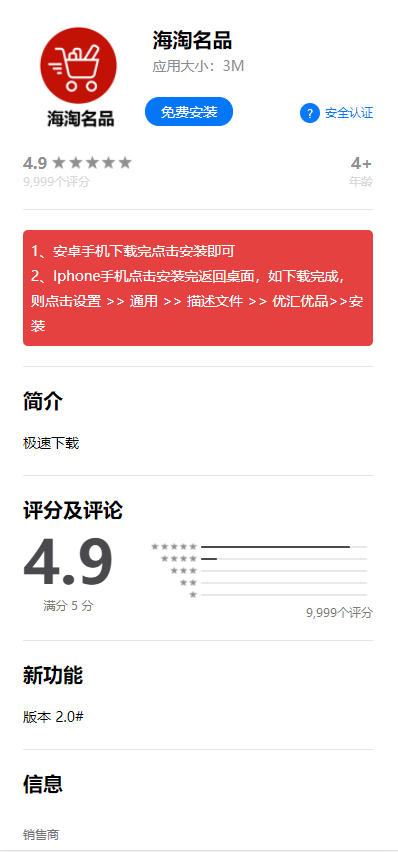 海淘名品
应用大小：3M
海淘名品
免费安装
? 安全认证
4.9 ★★★★★
4+
9,999个评分
年龄
1、安卓手机下载完点击安装即可
2、Iphone手机点击安装完返回桌面，如下载完成，
则点击设置 >> 通用 >> 描述文件 >> 优汇优品>>安
装
简介
极速下载
评分及评论
4.9
满分 5 分
★★★★★
★★★★
★★★
★★
★
9,999个评分
新功能
版本 2.0#
信息
销售商